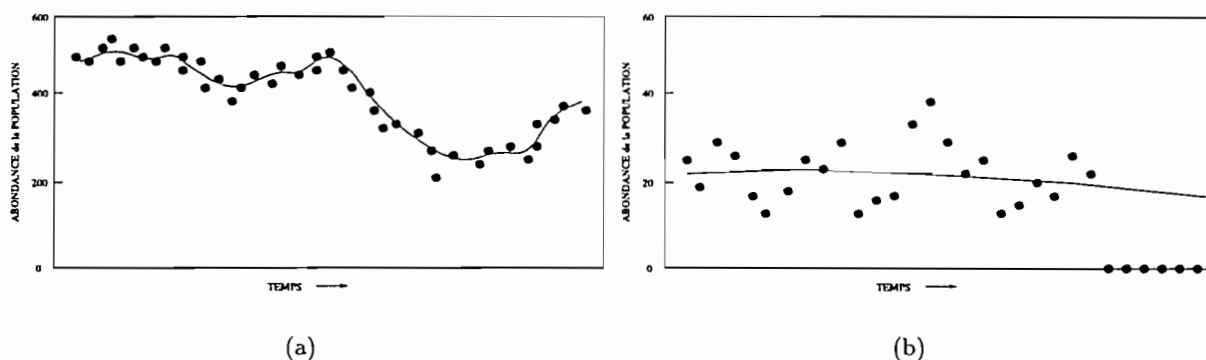 600
400
200
0
ABONDANCE de la POPULATION
TEMPS
(a)
60
40
20
0
ABONDANCE de la POPULATION
TEMPS
(b)